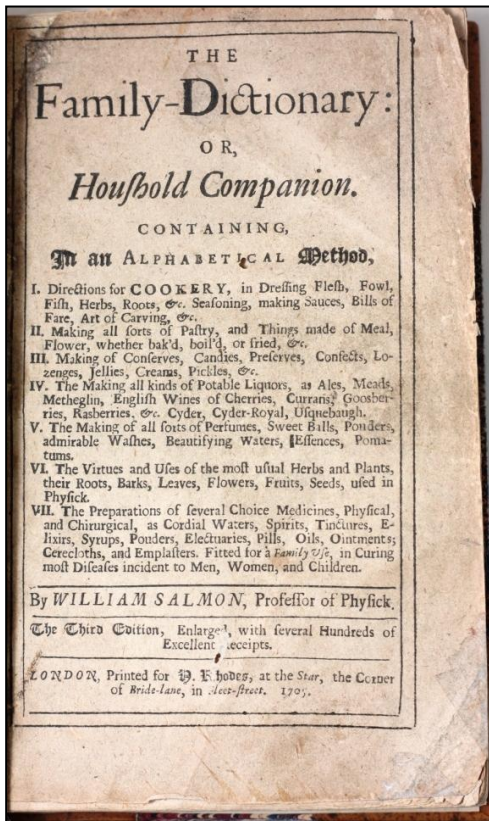 THE
Family-Dictionary:
OR,
Houſhold Companion.
CONTAINING,
In an ALPHABETICAL Method,
I. Directions for COOKERY, in Dreſſing Fleſh, Fowl,
Fiſh, Herbs, Roots, &c. Seaſoning, making Sauces, Bills of
Fare, Art of Carving, &c.
II. Making all ſorts of Paſtry, and Things made of Meal,
Flower, whether bak'd, boil'd, or fried, &c.
III. Making of Conſerves, Candies, Preſerves, Confects, Lo-
zenges, Jellies, Creams, Pickles, &c.
IV. The Making all kinds of Potable Liquors, as Ales, Meads,
Metheglin, Engliſh Wines of Cherries, Currans, Gooſber-
ries, Rasberries, &c. Cyder, Cyder-Royal, Uſquebaugh.
V. The Making of all ſorts of Perfumes, Sweet Balls, Pouders,
admirable Waſhes, Beautifying Waters, Eſſences, Poma-
tums.
VI. The Virtues and Uſes of the moſt uſual Herbs and Plants,
their Roots, Barks, Leaves, Flowers, Fruits, Seeds, uſed in
Phyſick.
VII. The Preparations of ſeveral Choice Medicines, Phyſical,
and Chirurgical, as Cordial Waters, Spirits, Tinctures, E-
lixirs, Syrups, Pouders, Electuaries, Pills, Oils, Ointments;
Cerecloths, and Emplaſters. Fitted for a Family Uſe, in Curing
moſt Diſeaſes incident to Men, Women, and Children.
By WILLIAM SALMON, Profeſſor of Phyſick.
The Third Edition, Enlarged, with ſeveral Hundreds of
Excellent Receipts.
LONDON, Printed for Rhodes, at the Star, the Corner
of Bride-lane, in Fleet-ſtreet. 1705.